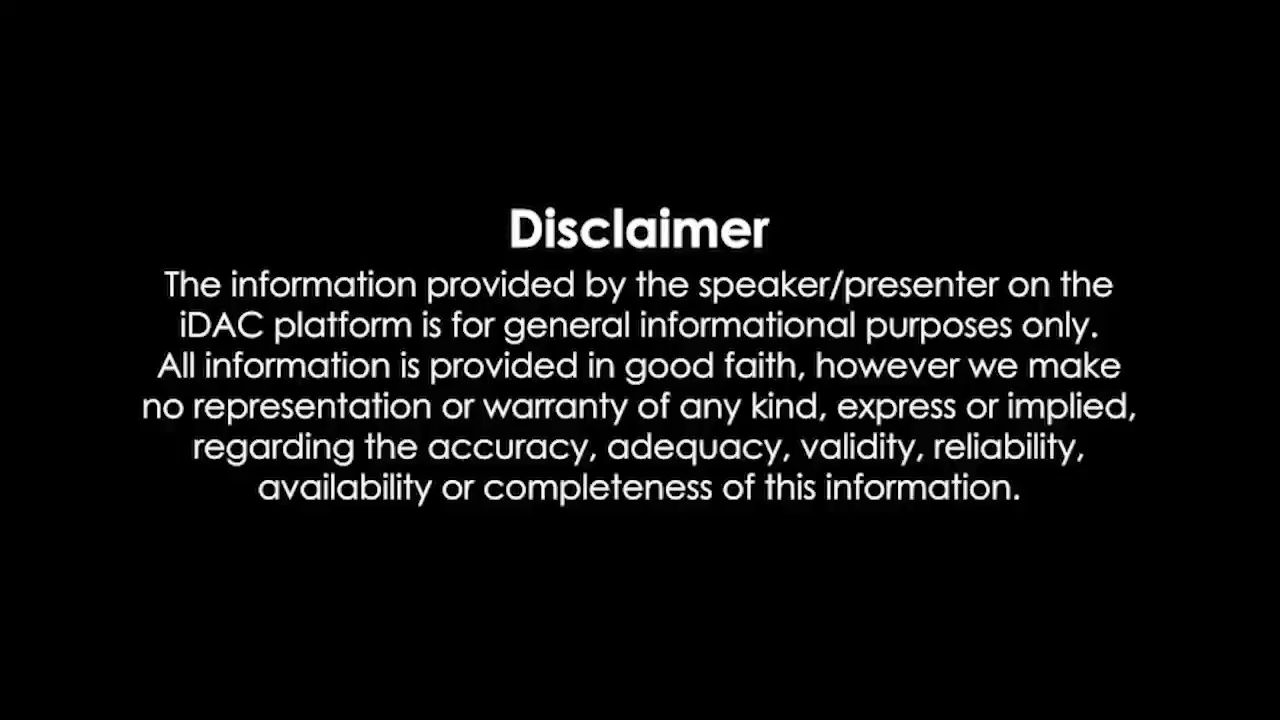 Disclaimer
The information provided by the speaker/presenter on the
iDAC platform is for general informational purposes only.
All information is provided in good faith, however we make
no representation or warranty of any kind, express or implied,
regarding the accuracy, adequacy, validity, reliability,
availability or completeness of this information.